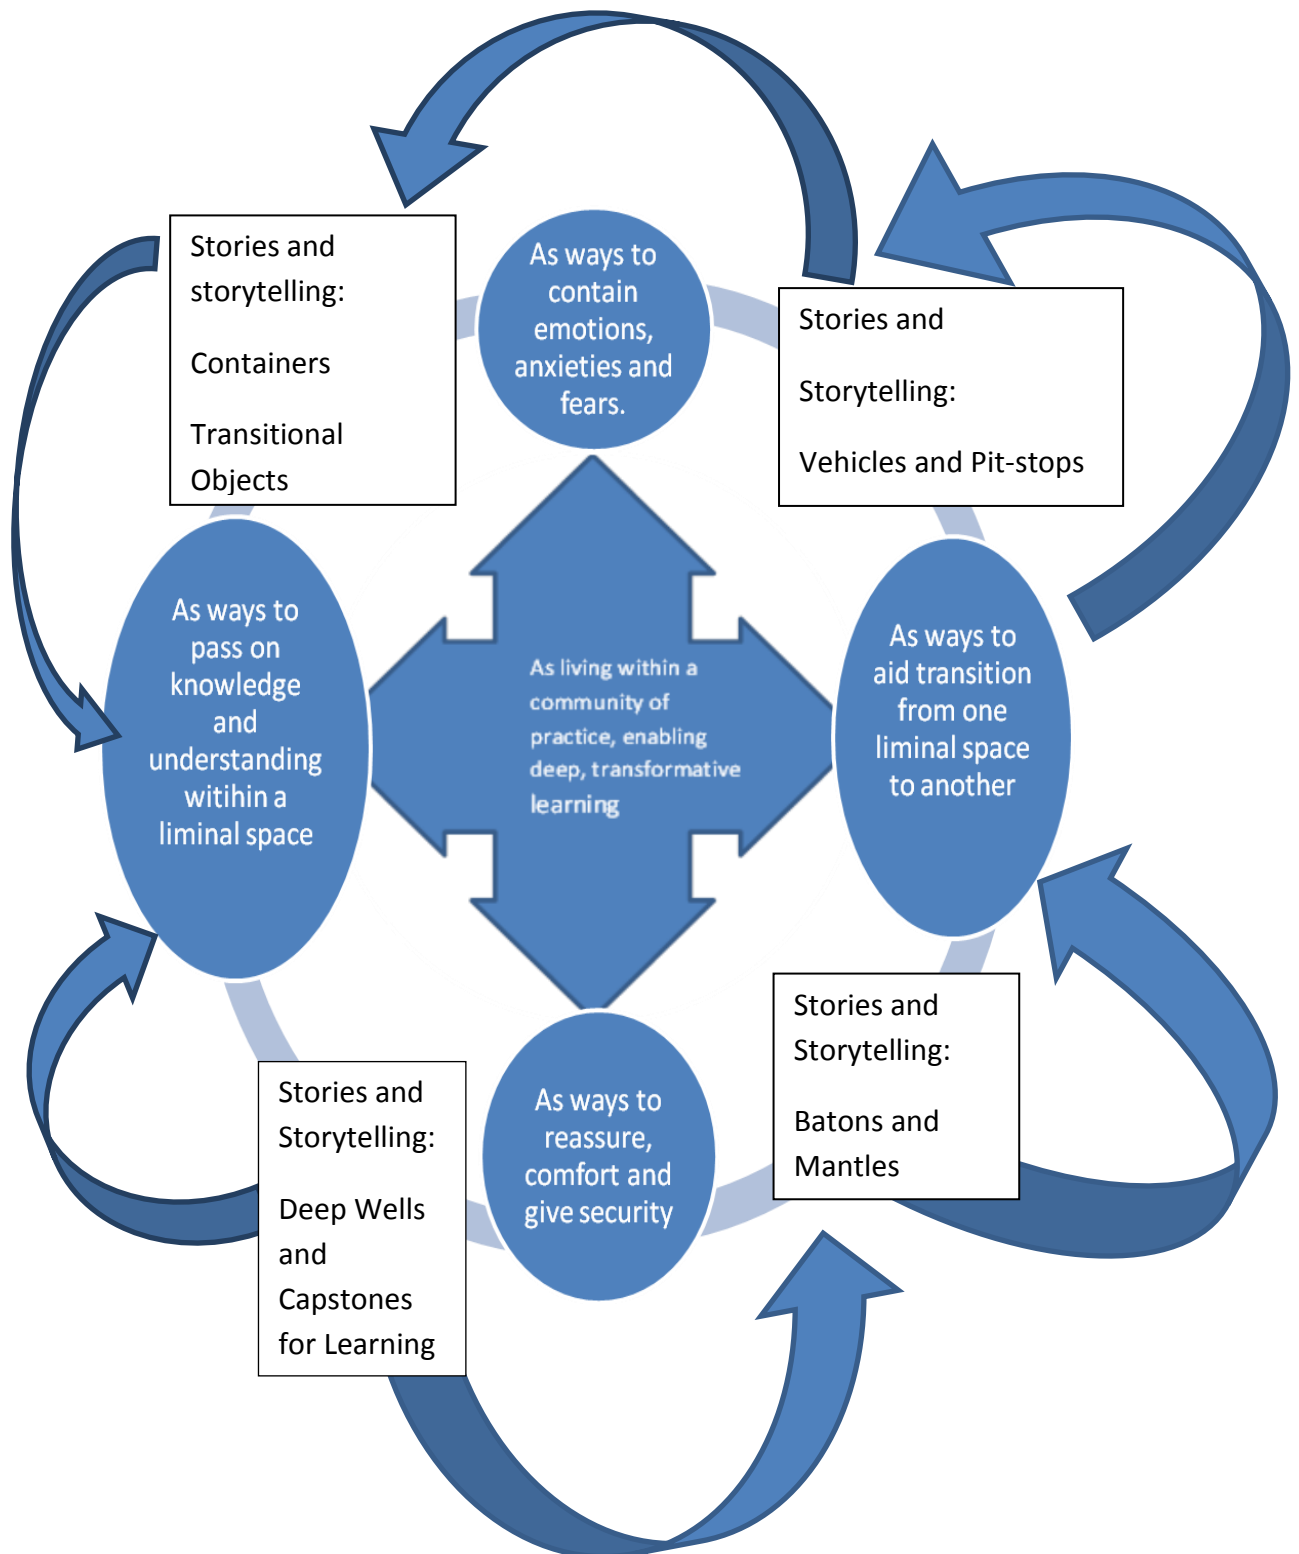 As ways to
contain
emotions,
anxieties and
fears.
Stories and
storytelling:
Containers
Transitional
Objects
Stories and
Storytelling:
Vehicles and Pit-stops
As ways to
pass on
knowledge
and
understanding
witihin a
liminal space
As living within a
community of
practice, enabling
deep, transformative
learning
As ways to
aid transition
from one
liminal space
to another
Stories and
Storytelling:
Deep Wells
and
Capstones
for Learning
As ways to
reassure,
comfort and
give security
Stories and
Storytelling:
Batons and
Mantles